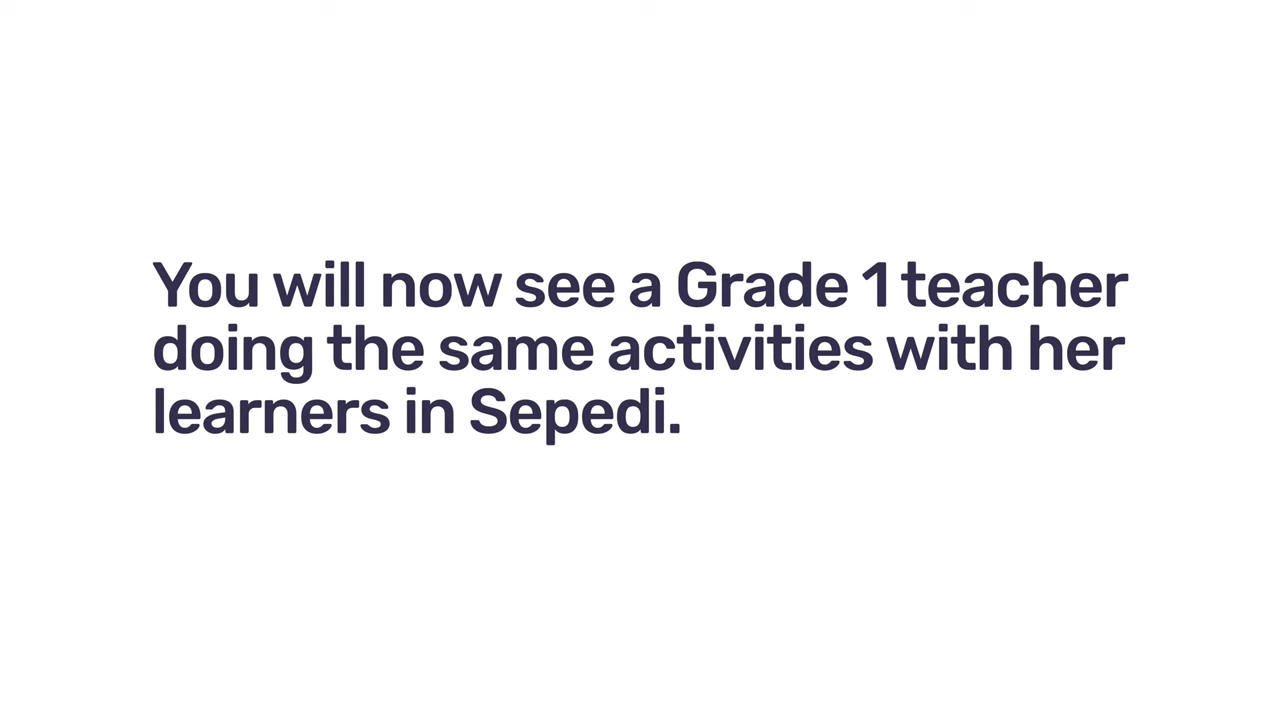 You will now see a Grade 1 teacher
doing the same activities with her
learners in Sepedi.